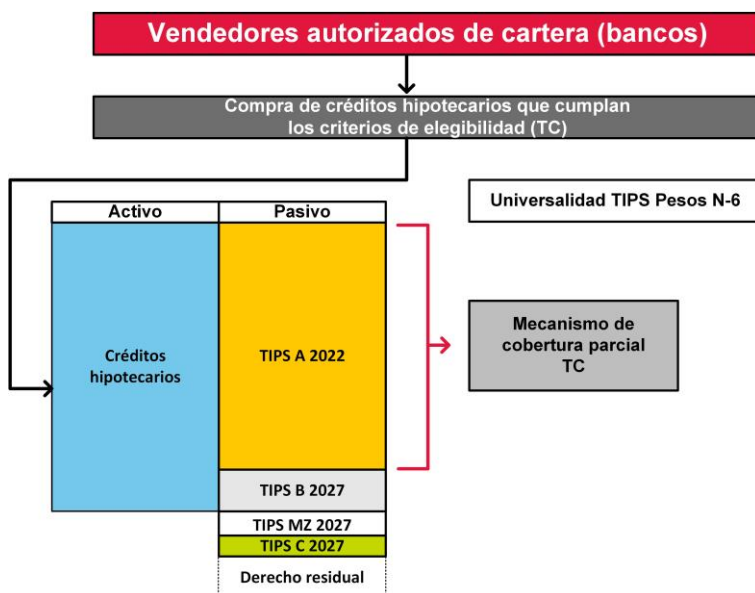 Vendedores autorizados de cartera (bancos)
Compra de créditos hipotecarios que cumplan
los criterios de elegibilidad (TC)
Universalidad TIPS Pesos N-6
Activo
Pasivo
Créditos
hipotecarios
TIPS A 2022
Mecanismo de
cobertura parcial
TC
TIPS B 2027
TIPS MZ 2027
TIPS C 2027
Derecho residual